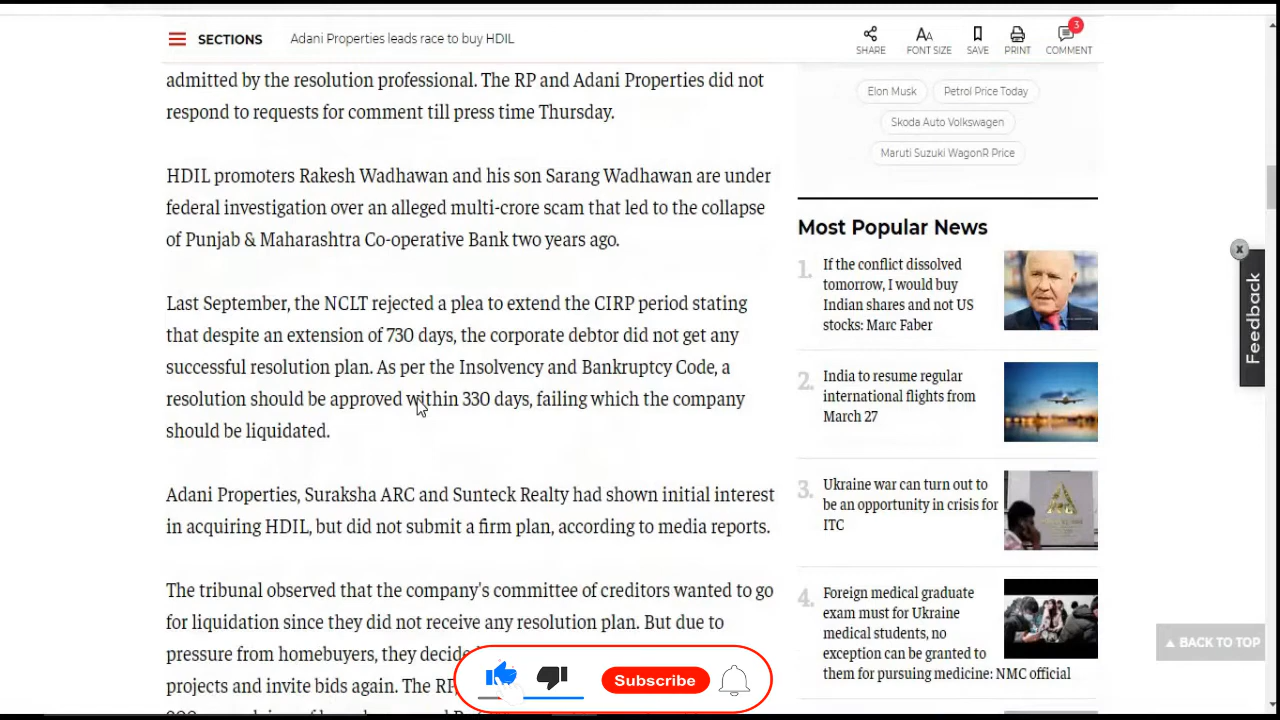 SECTIONS
Adani Properties leads race to buy HDIL
SHARE
FONT SIZE
SAVE
PRINT
3
COMMENT
admitted by the resolution professional. The RP and Adani Properties did not
respond to requests for comment till press time Thursday.
HDIL promoters Rakesh Wadhawan and his son Sarang Wadhawan are under
federal investigation over an alleged multi-crore scam that led to the collapse
of Punjab & Maharashtra Co-operative Bank two years ago.
Last September, the NCLT rejected a plea to extend the CIRP period stating
that despite an extension of 730 days, the corporate debtor did not get any
successful resolution plan. As per the Insolvency and Bankruptcy Code, a
resolution should be approved within 330 days, failing which the company
should be liquidated.
Adani Properties, Suraksha ARC and Sunteck Realty had shown initial interest
in acquiring HDIL, but did not submit a firm plan, according to media reports.
The tribunal observed that the company's committee of creditors wanted to go
for liquidation since they did not receive any resolution plan. But due to
pressure from homebuyers, they decide
projects and invite bids again. The RP,
Elon Musk
Petrol Price Today
Skoda Auto Volkswagen
Maruti Suzuki WagonR Price
Most Popular News
1.
If the conflict dissolved
tomorrow, I would buy
Indian shares and not US
stocks: Marc Faber
2.
India to resume regular
international flights from
March 27
3.
Ukraine war can turn out to
be an opportunity in crisis for
ITC
4.
Foreign medical graduate
exam must for Ukraine
medical students, no
exception can be granted to
them for pursuing medicine: NMC official
x
Feedback
BACK TO TOP
Subscribe